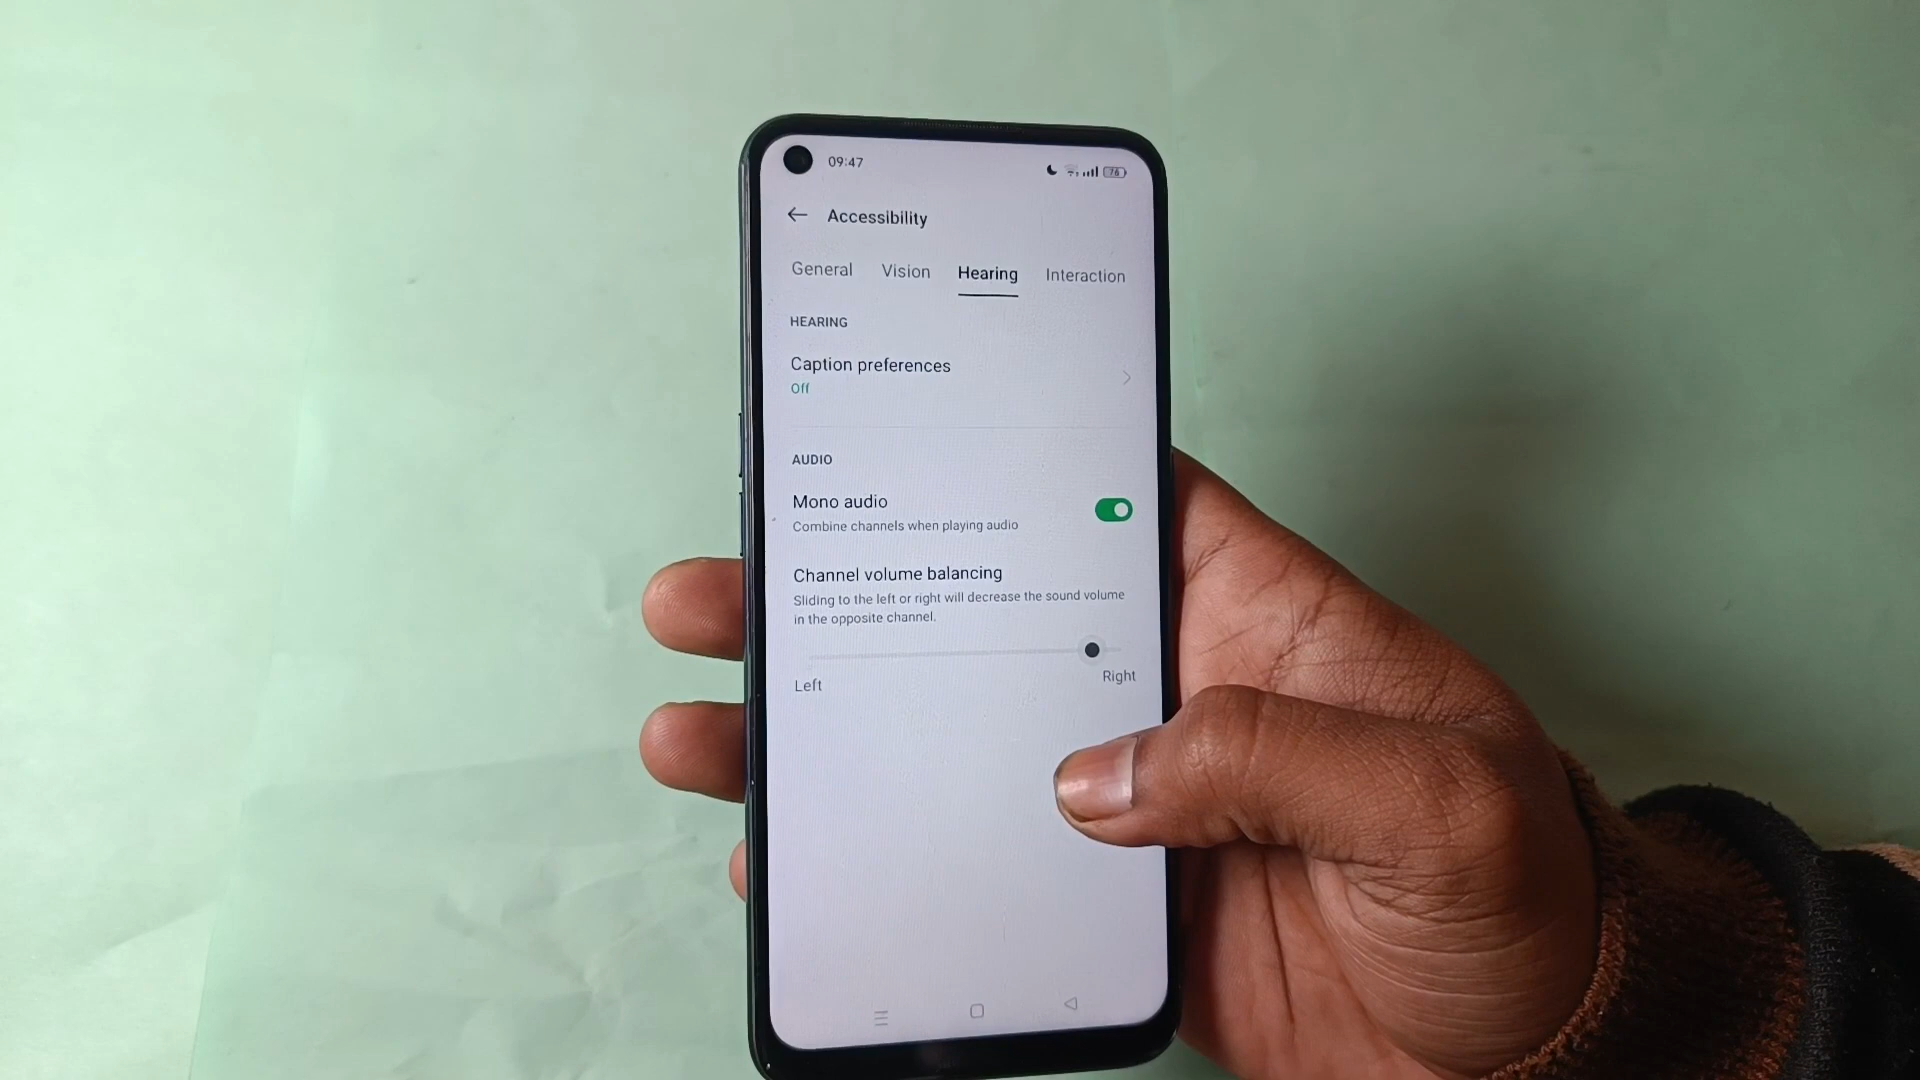 09:47
76
Accessibility
General Vision Hearing Interaction
HEARING
Caption preferences
Off
AUDIO
Mono audio
Combine channels when playing audio
Channel volume balancing
Sliding to the left or right will decrease the sound volume
in the opposite channel.
Left Right